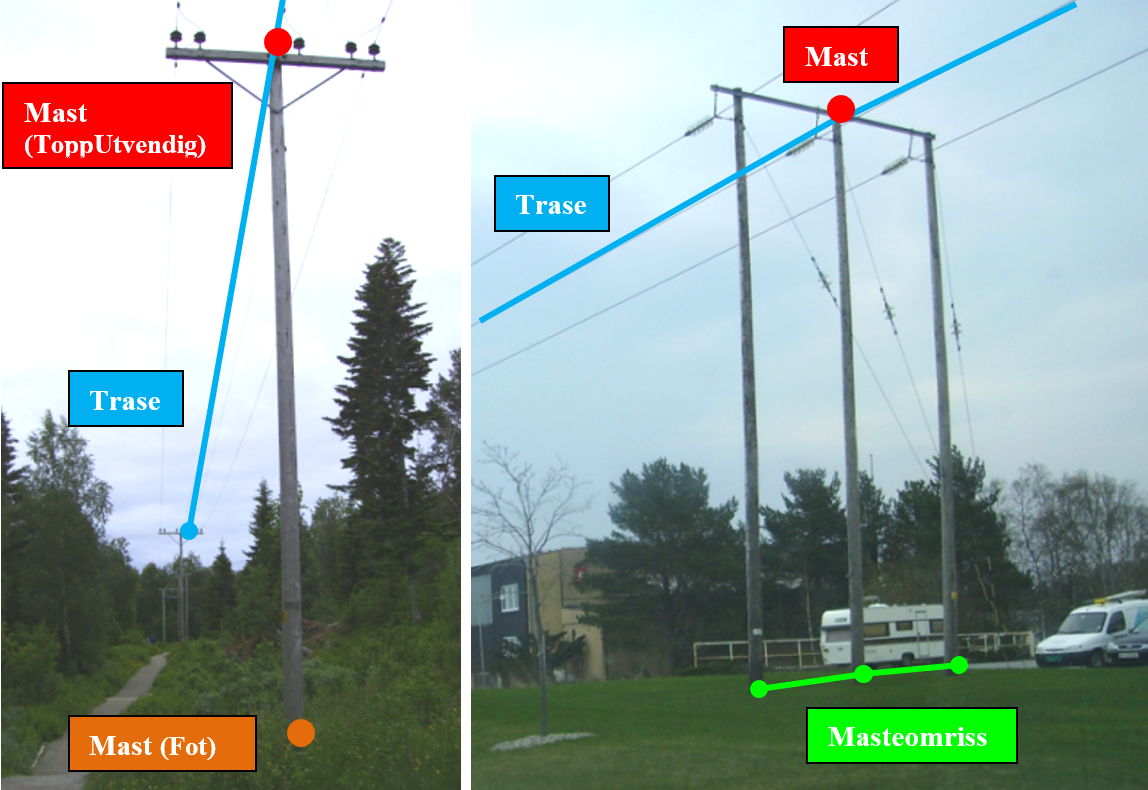 Mast
(ToppUtvendig)
Trase
Mast (Fot)
Mast
Trase
Masteomriss